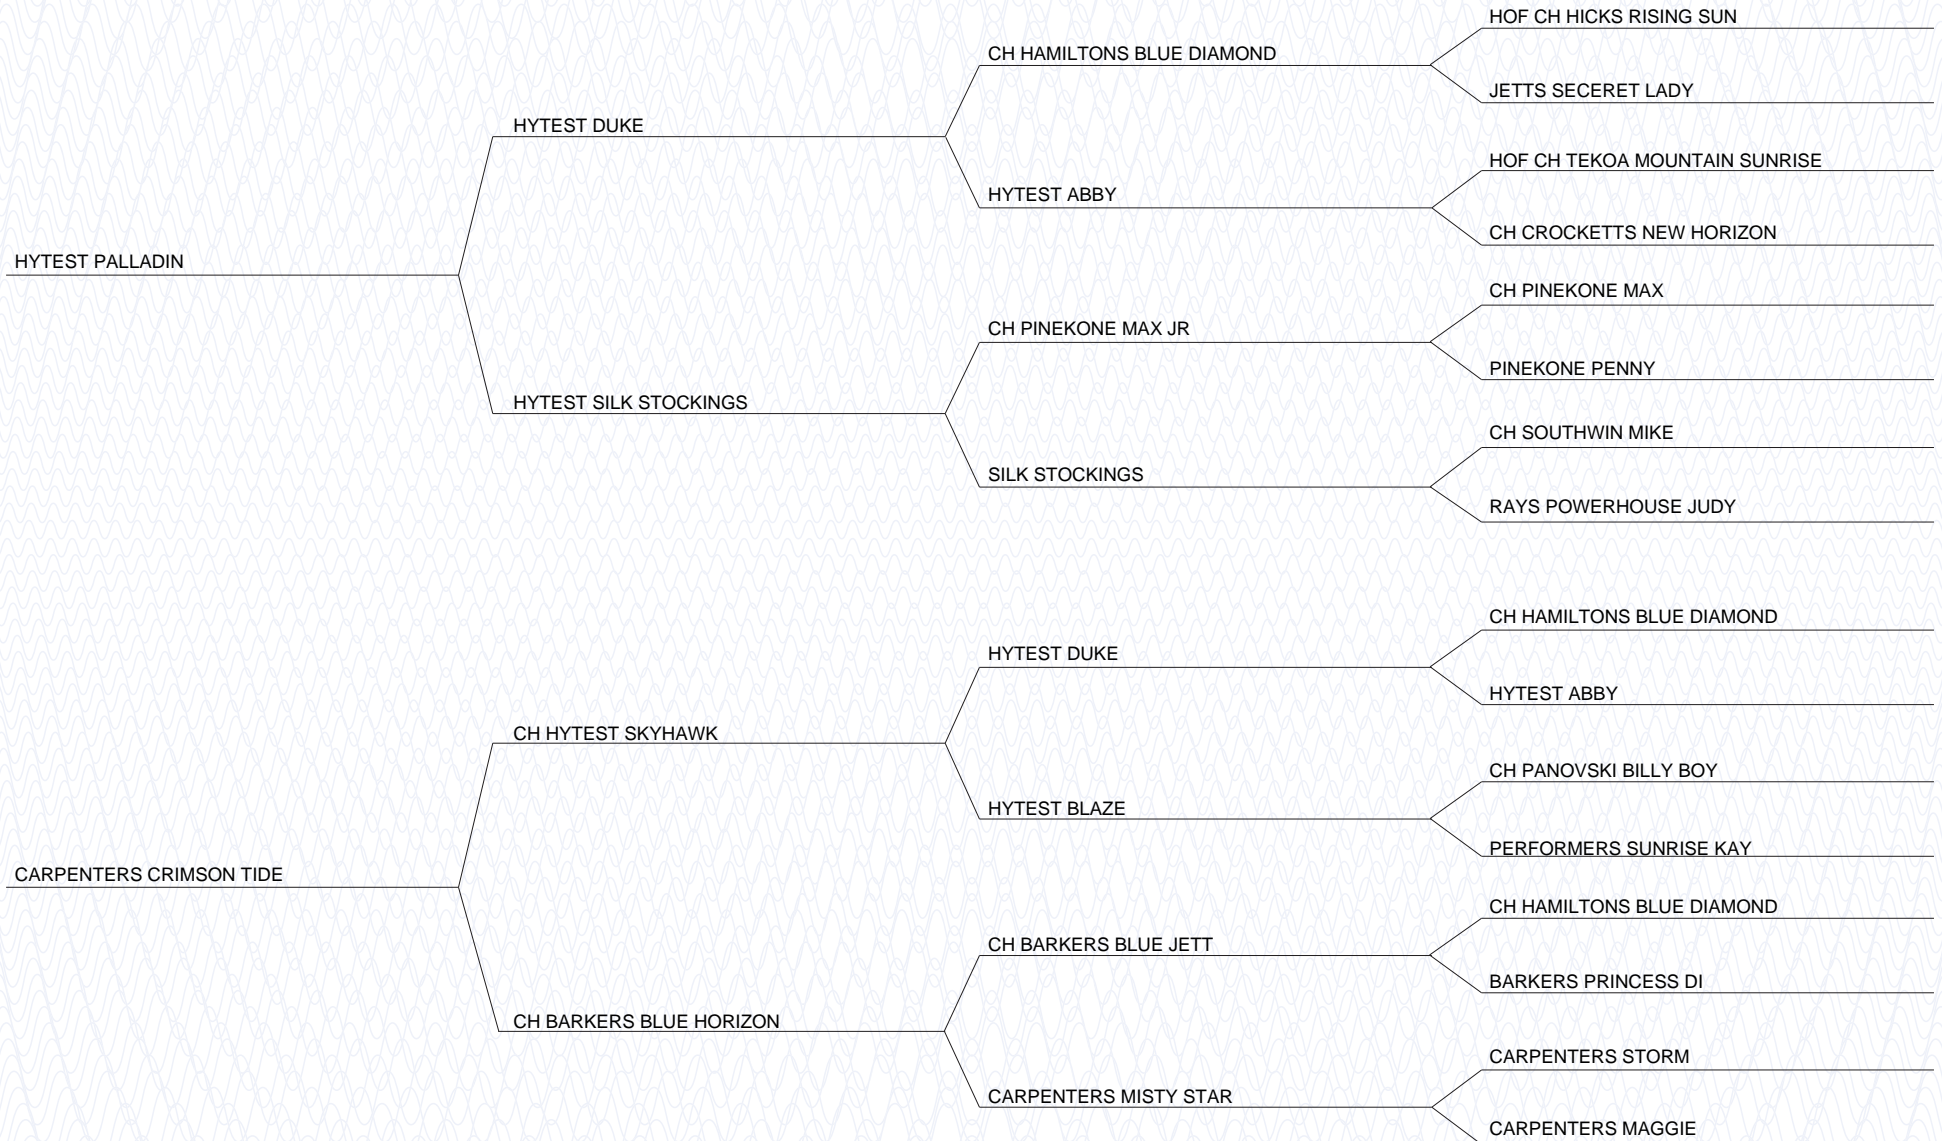 HOF CH HICKS RISING SUN
CH HAMILTONS BLUE DIAMOND
JETTS SECERET LADY
HYTEST DUKE
HOF CH TEKOA MOUNTAIN SUNRISE
HYTEST ABBY
CH CROCKETTS NEW HORIZON
HYTEST PALLADIN
CH PINEKONE MAX
CH PINEKONE MAX JR
PINEKONE PENNY
HYTEST SILK STOCKINGS
CH SOUTHWIN MIKE
SILK STOCKINGS
RAYS POWERHOUSE JUDY
CH HAMILTONS BLUE DIAMOND
HYTEST DUKE
HYTEST ABBY
CH HYTEST SKYHAWK
CH PANOVSKI BILLY BOY
HYTEST BLAZE
PERFORMERS SUNRISE KAY
CARPENTERS CRIMSON TIDE
CH HAMILTONS BLUE DIAMOND
CH BARKERS BLUE JETT
BARKERS PRINCESS DI
CH BARKERS BLUE HORIZON
CARPENTERS STORM
CARPENTERS MISTY STAR
CARPENTERS MAGGIE